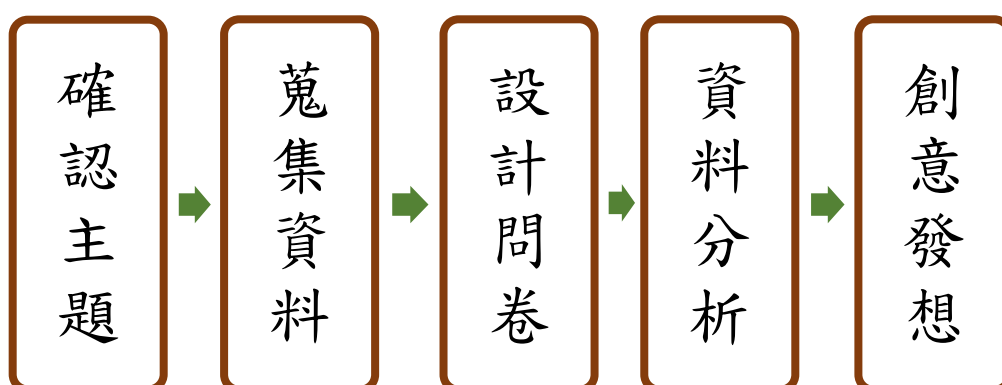 確認主題
蒐集資料
設計問卷
資料分析
創意發想